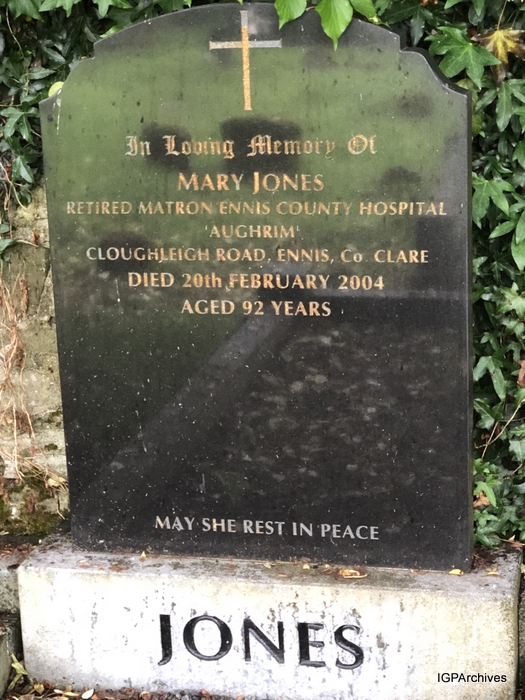 In Loving Memory Of
MARY JONES
RETIRED MATRON ENNIS COUNTY HOSPITAL
'AUGHRIM'
CLOUGHLEIGH ROAD, ENNIS, Co. CLARE
DIED 20th FEBRUARY 2004
AGED 92 YEARS
MAY SHE REST IN PEACE
JONES
IGPArchives